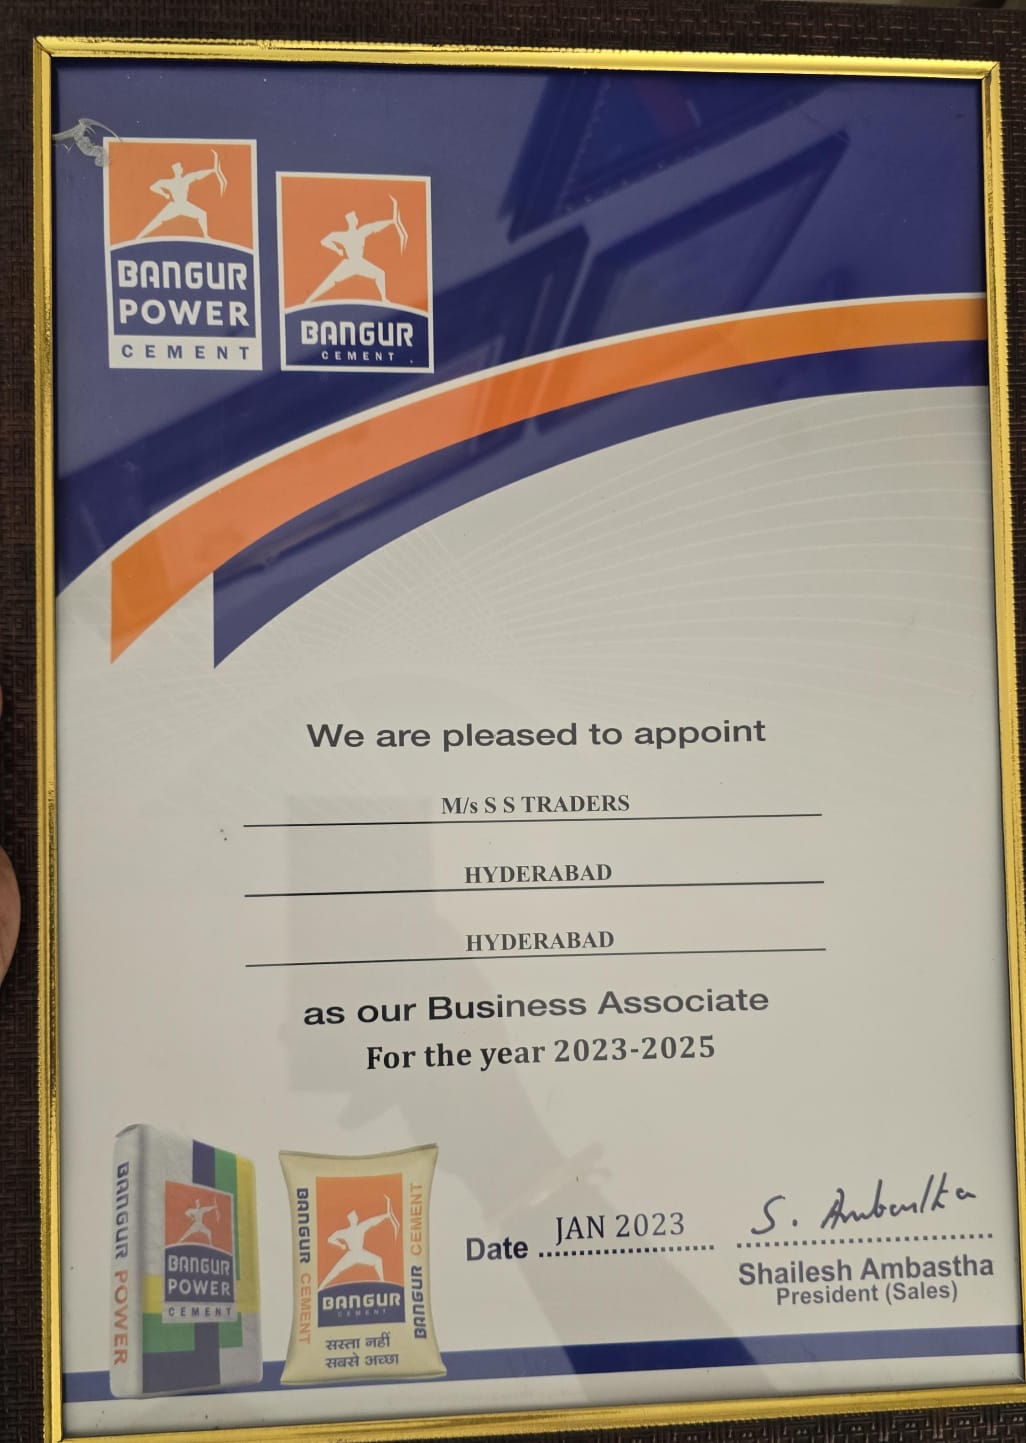 BANGUR
POWER
CEMENT
BANGUR
CEMENT
We are pleased to appoint
M/s S S TRADERS
HYDERABAD
HYDERABAD
as our Business Associate
For the year 2023-2025
BANGUR POWER
BANGUR
POWER
CEMENT
BANGUR CEMENT
BANGUR
CEMENT
सस्ता नहीं
सबसे अच्छा
BANGUR CEMENT
Date JAN 2023
S. Ambastha
Shailesh Ambastha
President (Sales)